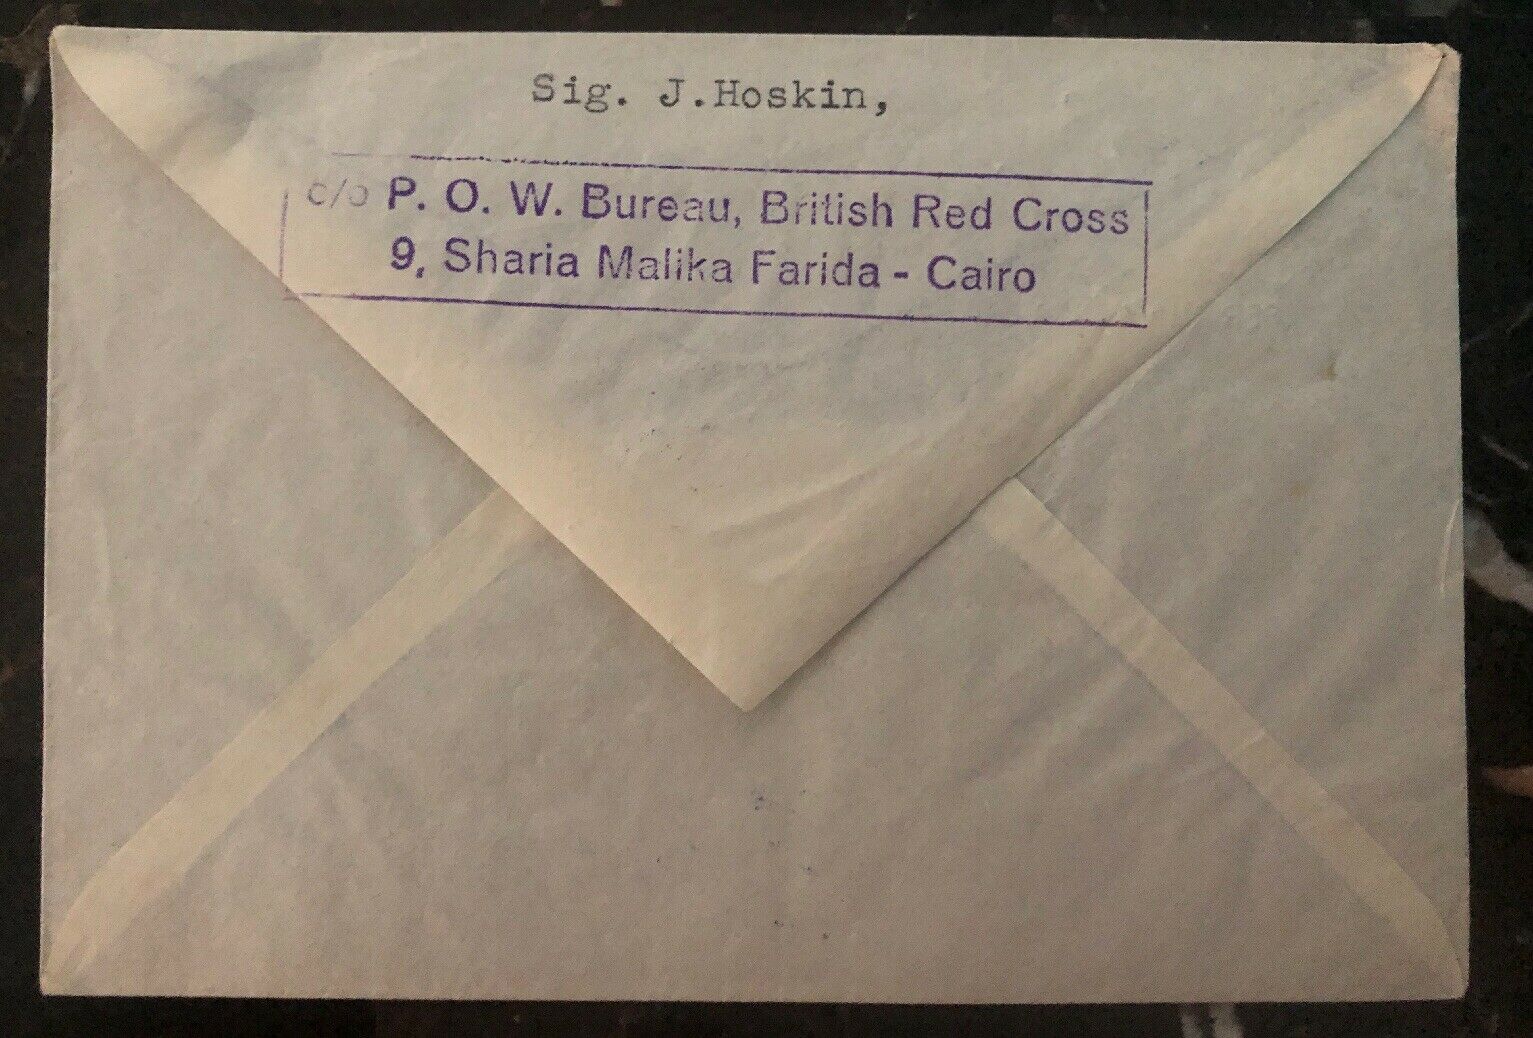 Sig. J.Hoskin,
c/o P. O. W. Bureau, British Red Cross
9, Sharia Malika Farida - Cairo